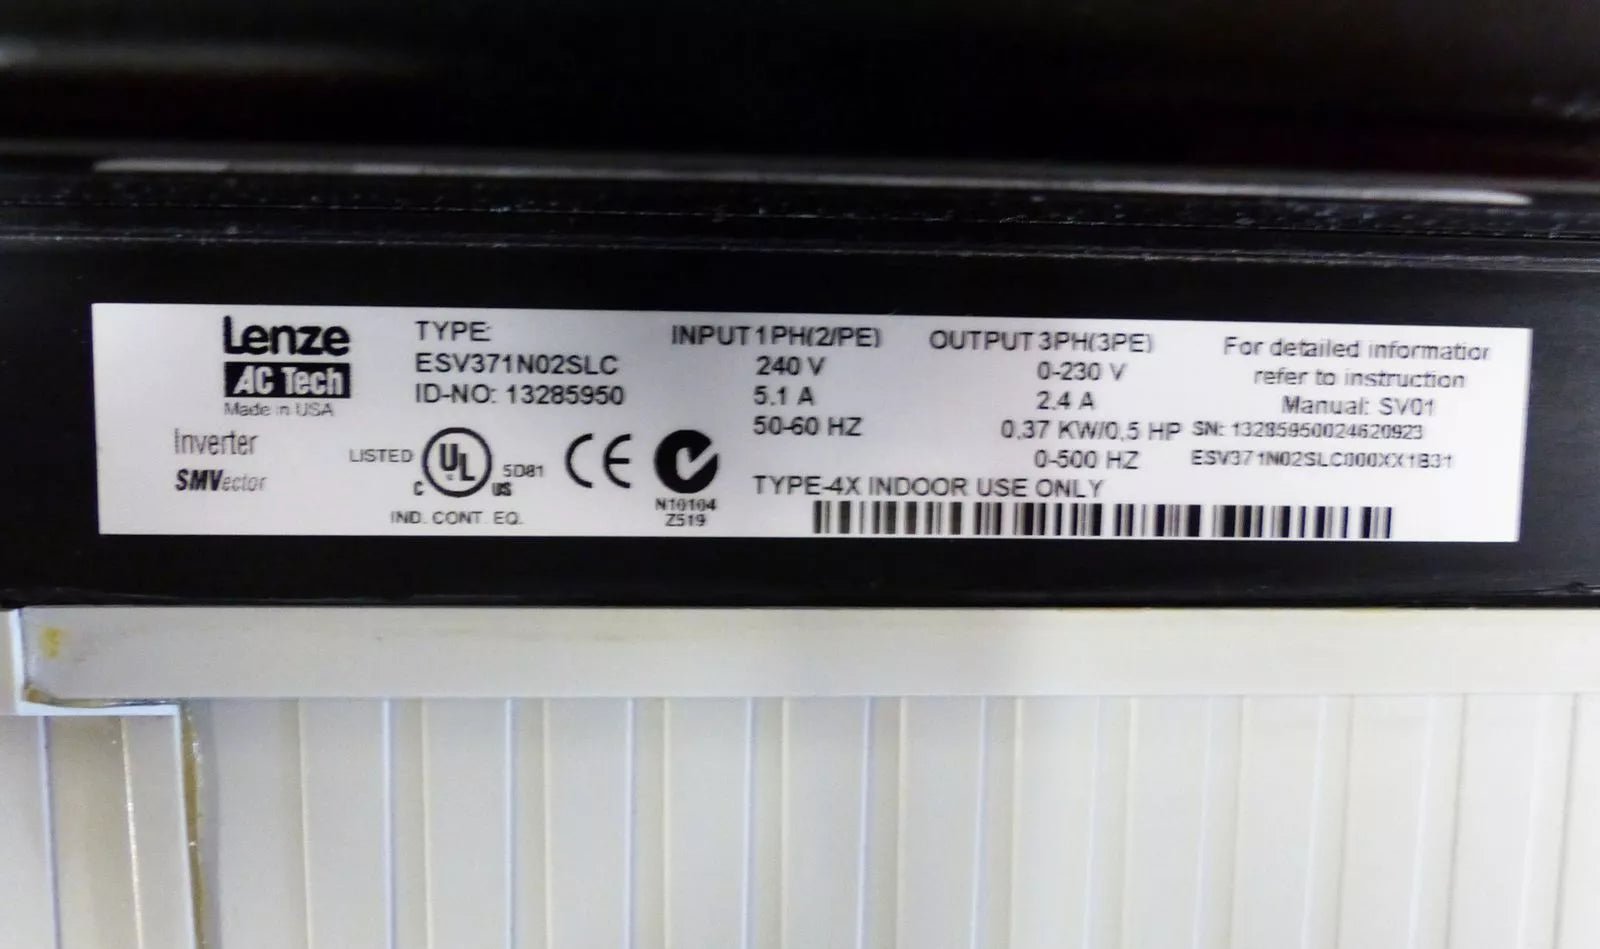 Lenze
AC Tech
Made in USA
Inverter
SMVector
TYPE:
ESV371N02SLC
ID-NO: 13285950
LISTED
C UL US
5D81
IND. CONT. EQ.
CE
N10104
Z519
INPUT 1PH(2/PE)
240 V
5.1 A
50-60 HZ
OUTPUT 3PH(3PE)
0-230 V
2.4 A
0,37 KW/0,5 HP
0-500 HZ
TYPE-4X INDOOR USE ONLY
For detailed information
refer to instruction
Manual: SV01
SN: 13285950024620923
ESV371N02SLC000XX1B31